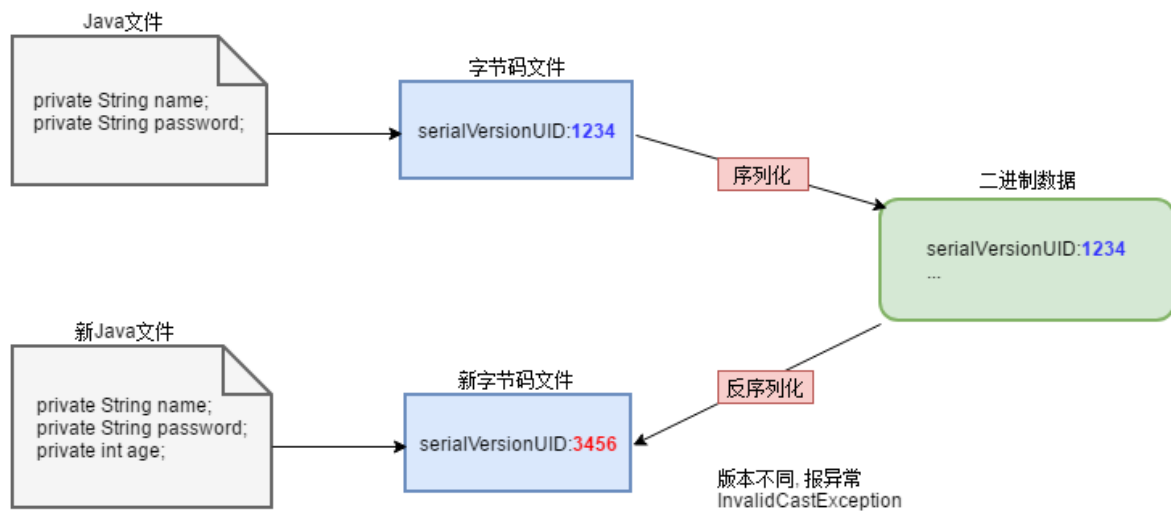 Java文件
private String name;
private String password;
字节码文件
serialVersionUID:1234
序列化
二进制数据
serialVersionUID:1234
...
新Java文件
private String name;
private String password;
private int age;
新字节码文件
serialVersionUID:3456
反序列化
版本不同, 报异常
InvalidCastException